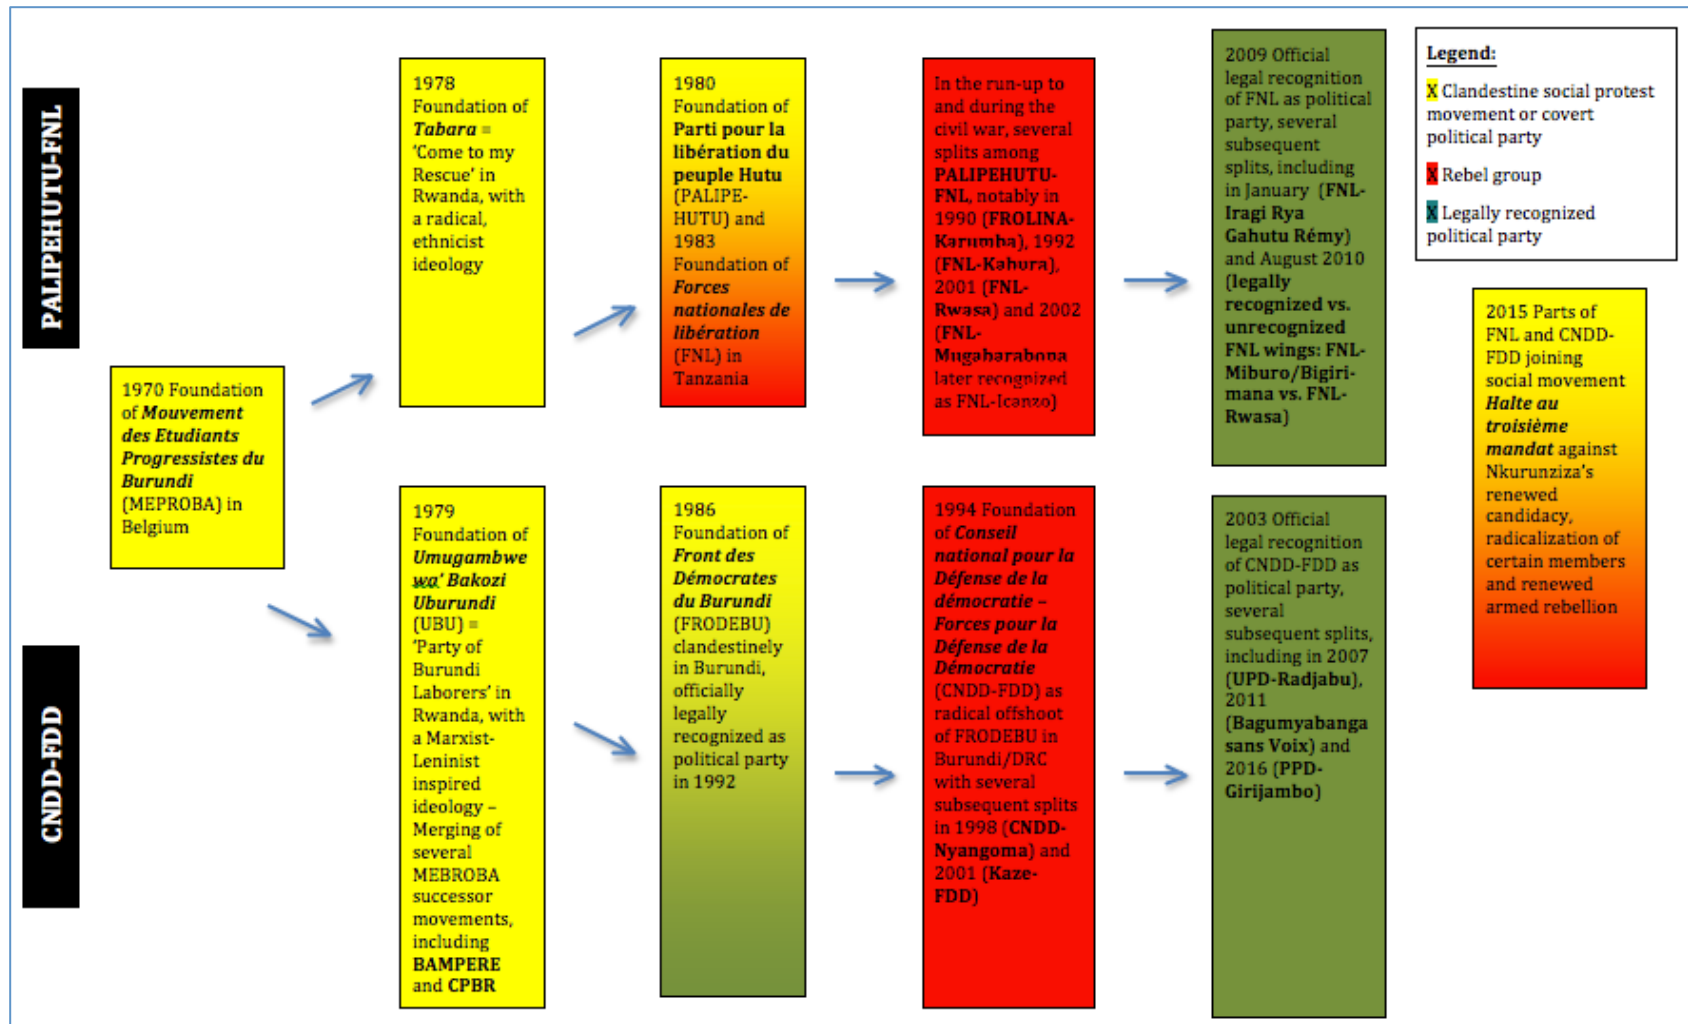 PALIPEHUTU-FNL
CNDD-FDD
1970 Foundation
of Mouvement
des Etudiants
Progressistes du
Burundi
(MEPROBA) in
Belgium
1978
Foundation of
Tabara =
'Come to my
Rescue' in
Rwanda, with
a radical,
ethnicist
ideology
1980
Foundation of
Parti pour la
libération du
peuple Hutu
(PALIPE-
HUTU) and
1983
Foundation of
Forces
nationales de
libération
(FNL) in
Tanzania
In the run-up to
and during the
civil war, several
splits among
PALIPEHUTU-
FNL, notably in
1990 (FROLINA-
Karumba), 1992
(FNL-Kabura),
2001 (FNL-
Rwasa) and 2002
(FNL-
Mugabarabona
later recognized
as FNL-Icanzo)
2009 Official
legal recognition
of FNL as political
party, several
subsequent
splits, including
in January (FNL-
Iragi Rya
Gahutu Rémy)
and August 2010
(legally
recognized vs.
unrecognized
FNL wings: FNL-
Miburo/Bigiri-
mana vs. FNL-
Rwasa)
Legend:
X Clandestine social protest
movement or covert
political party
X Rebel group
X Legally recognized
political party
1979
Foundation of
Umugambwe
wa' Bakozi
Uburundi
(UBU) =
'Party of
Burundi
Laborers' in
Rwanda, with
a Marxist-
Leninist
inspired
ideology –
Merging of
several
MEBROBA
successor
movements,
including
BAMPERE
and CPBR
1986
Foundation of
Front des
Démocrates
du Burundi
(FRODEBU)
clandestinely
in Burundi,
officially
legally
recognized as
political party
in 1992
1994 Foundation
of Conseil
national pour la
Défense de la
démocratie –
Forces pour la
Défense de la
Démocratie
(CNDD-FDD) as
radical offshoot
of FRODEBU in
Burundi/DRC
with several
subsequent splits
in 1998 (CNDD-
Nyangoma) and
2001 (Kaze-
FDD)
2003 Official
legal recognition
of CNDD-FDD as
political party,
several
subsequent splits,
including in 2007
(UPD-Radjabu),
2011
(Bagumyabanga
sans Voix) and
2016 (PPD-
Girijambo)
2015 Parts of
FNL and CNDD-
FDD joining
social movement
Halte au
troisième
mandat against
Nkurunziza's
renewed
candidacy,
radicalization of
certain members
and renewed
armed rebellion